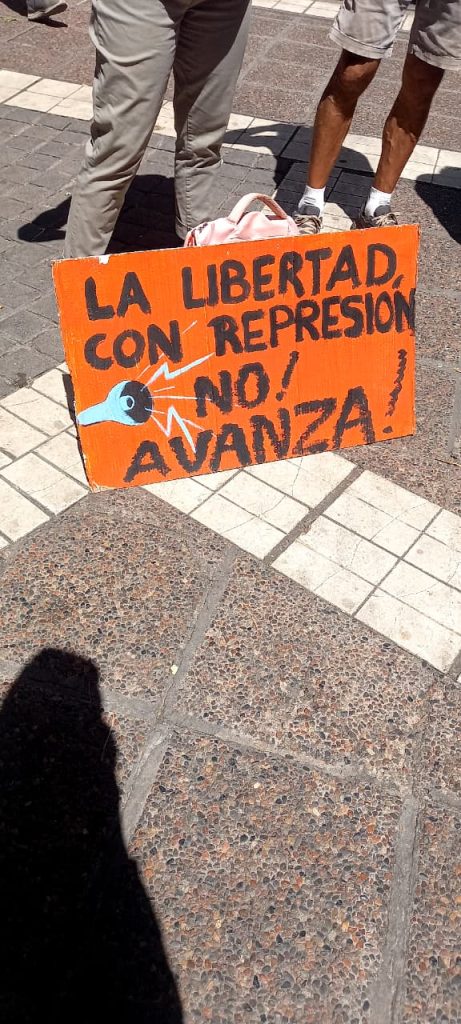 LA LIBERTAD,
CON REPRESIÓN
NO!
AVANZA!